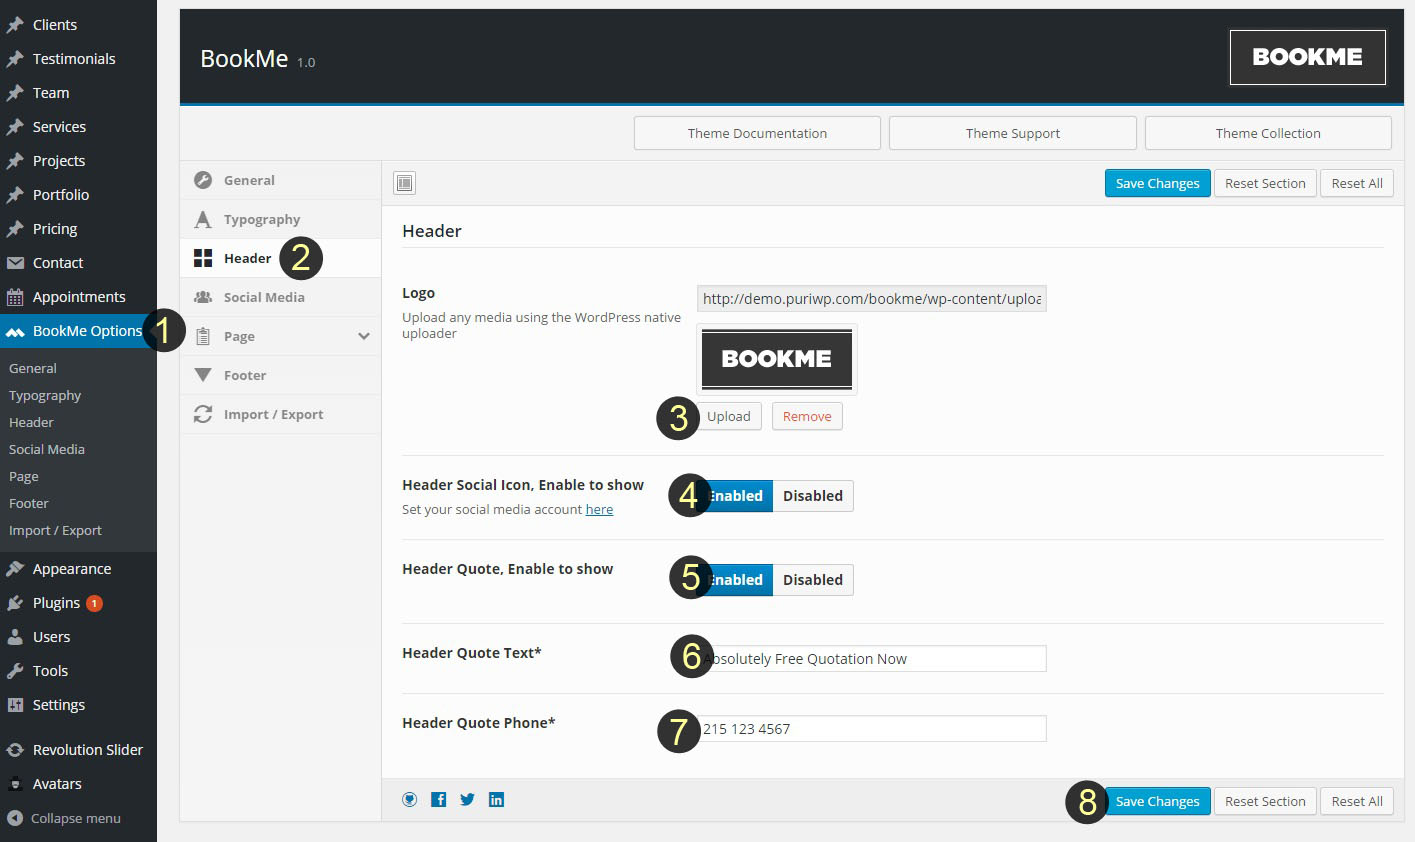 Clients
Testimonials
Team
Services
Projects
Portfolio
Pricing
Contact
Appointments
BookMe Options 1
General
Typography
Header
Social Media
Page
Footer
Import / Export
Appearance
Plugins 1
Users
Tools
Settings
Revolution Slider
Avatars
Collapse menu
BookMe 1.0
BOOKME
Theme Documentation
Theme Support
Theme Collection
General
Typography
Header 2
Social Media
Page
Footer
Import / Export
Save Changes Reset Section Reset All
Header
Logo
Upload any media using the WordPress native
uploader
http://demo.puriwp.com/bookme/wp-content/uploa
BOOKME
3 Upload Remove
Header Social Icon, Enable to show
Set your social media account here
4 Enabled Disabled
Header Quote, Enable to show
5 Enabled Disabled
Header Quote Text*
6 Absolutely Free Quotation Now
Header Quote Phone*
7 215 123 4567
8 Save Changes Reset Section Reset All